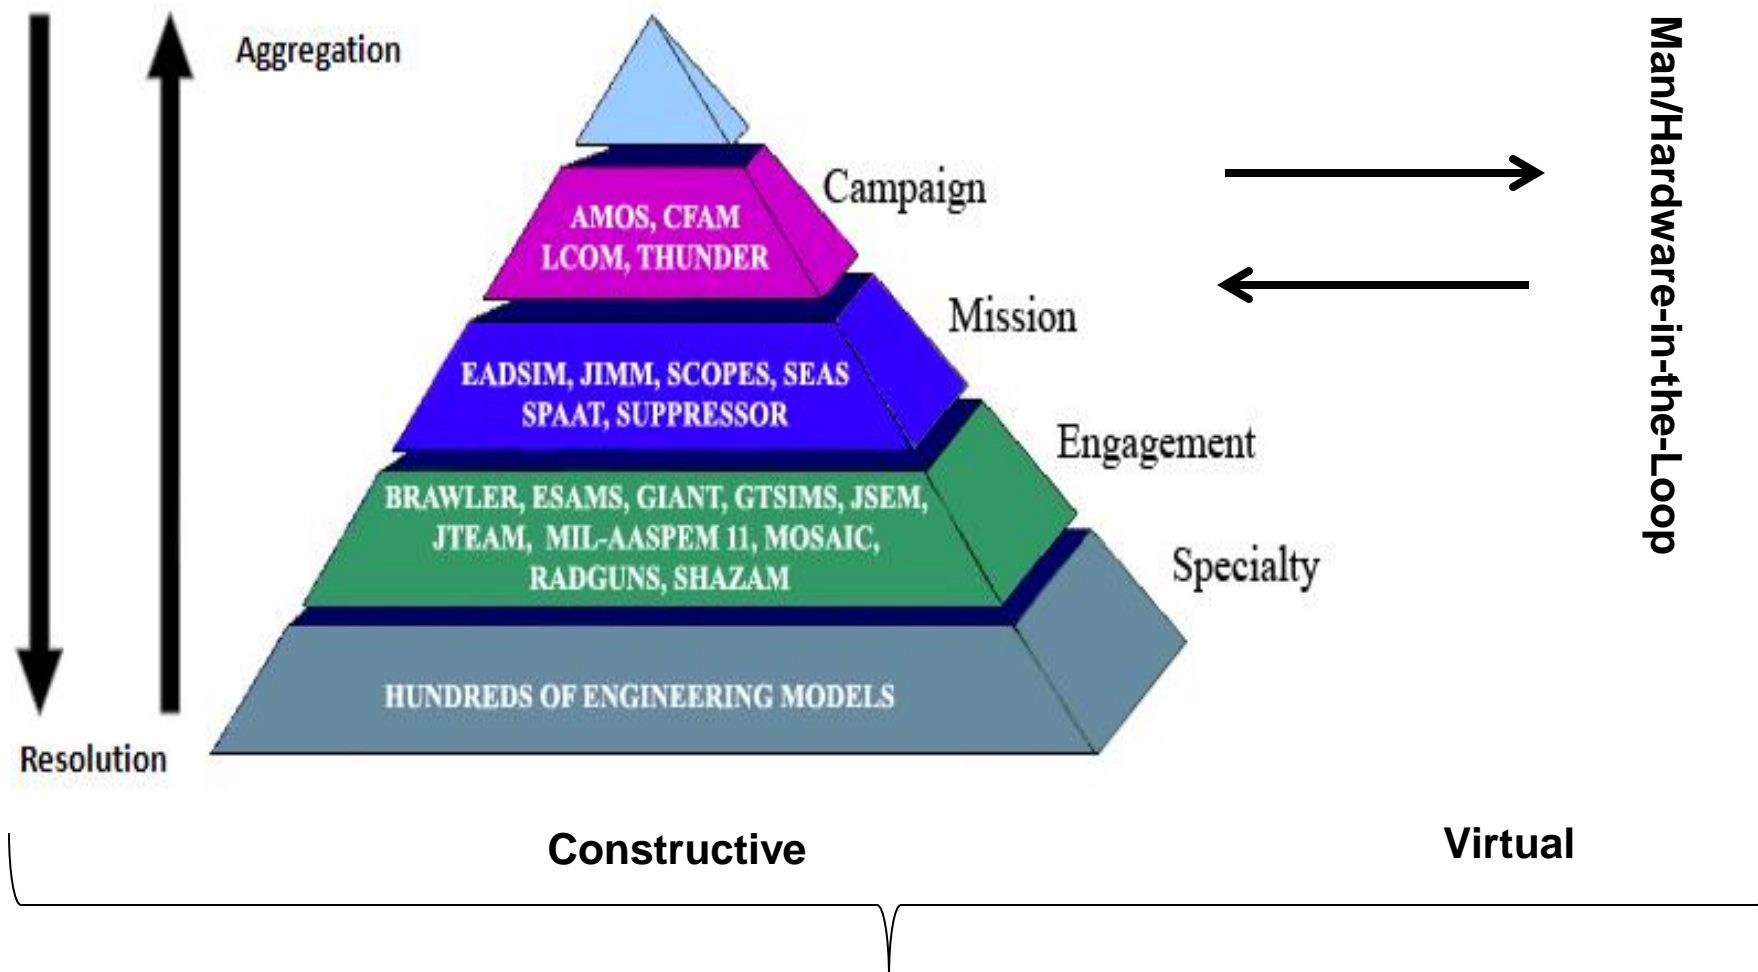 Aggregation
Man/Hardware-in-the-Loop
Campaign
AMOS, CFAM
LCOM, THUNDER
Mission
EADSIM, JIMM, SCOPES, SEAS
SPAAT, SUPPRESSOR
Engagement
BRAWLER, ESAMS, GIANT, GTSIMS, JSEM,
JTEAM, MIL-AASPEM 11, MOSAIC,
RADGUNS, SHAZAM
Specialty
HUNDREDS OF ENGINEERING MODELS
Resolution
Constructive
Virtual